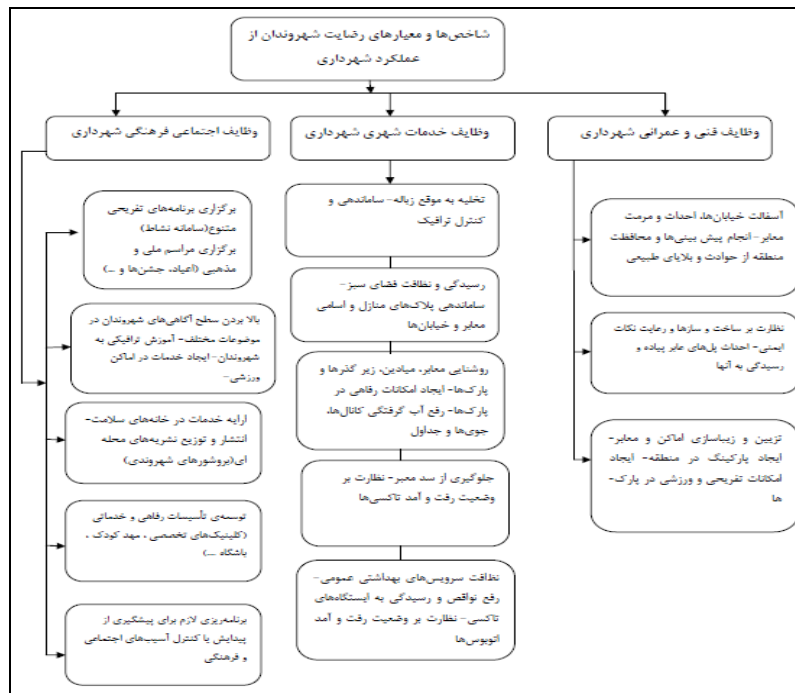 شاخص‌ها و معیارهای رضایت شهروندان از
عملکرد شهرداری
وظایف فنی و عمرانی شهرداری
وظایف خدمات شهری شهرداری
وظایف اجتماعی فرهنگی شهرداری
آسفالت خیابان‌ها، احداث و مرمت
معابر- انجام پیش بینی‌ها و محافظت
منطقه از حوادث و بلایای طبیعی
نظارت بر ساخت و سازها و رعایت نکات
ایمنی- احداث پل‌های عابر پیاده و
رسیدگی به آنها
تزیین و زیباسازی اماکن و معابر-
ایجاد پارکینگ در منطقه- ایجاد
امکانات تفریحی و ورزشی در پارک-
ها
تخلیه به موقع زباله- ساماندهی و
کنترل ترافیک
رسیدگی و نظافت فضای سبز-
ساماندهی پلاک‌های منازل و اسامی
معابر و خیابان‌ها
روشنایی معابر، میادین، زیر گذرها و
پارک‌ها- ایجاد امکانات رفاهی در
پارک‌ها- رفع آب گرفتگی کانال‌ها،
جوی‌ها و جداول
جلوگیری از سد معبر- نظارت بر
وضعیت رفت و آمد تاکسی‌ها
نظافت سرویس‌های بهداشتی عمومی-
رفع نواقص و رسیدگی به ایستگاه‌های
تاکسی- نظارت بر وضعیت رفت و آمد
اتوبوس‌ها
برگزاری برنامه‌های تفریحی
متنوع(سامانه نشاط)
برگزاری مراسم ملی و
مذهبی (اعیاد، جشن‌ها و ...)
بالا بردن سطح آگاهی‌های شهروندان در
موضوعات مختلف- آموزش ترافیکی به
شهروندان- ایجاد خدمات در اماکن
ورزشی-
ارایه خدمات در خانه‌های سلامت-
انتشار و توزیع نشریه‌های محله
ای(بروشورهای شهروندی)
توسعه‌ی تأسیسات رفاهی و خدماتی
(کلینیک‌های تخصصی ، مهد کودک ،
باشگاه ...)
برنامه‌ریزی لازم برای پیشگیری از
پیدایش یا کنترل آسیب‌های اجتماعی
و فرهنگی